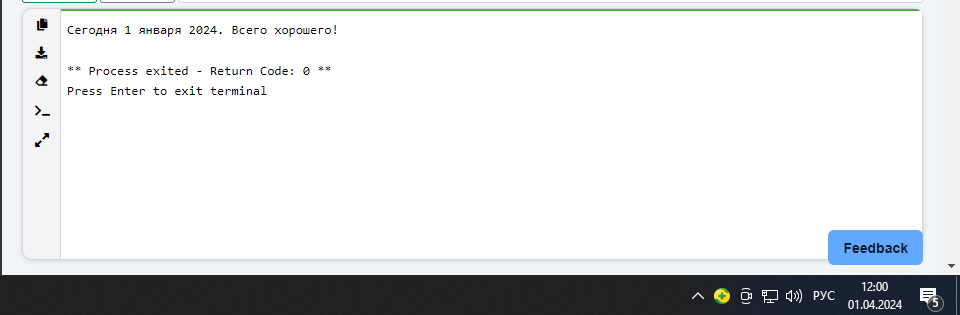 Сегодня 1 января 2024. Всего хорошего!
** Process exited - Return Code: 0 **
Press Enter to exit terminal
Feedback
РУС
12:00
01.04.2024
5